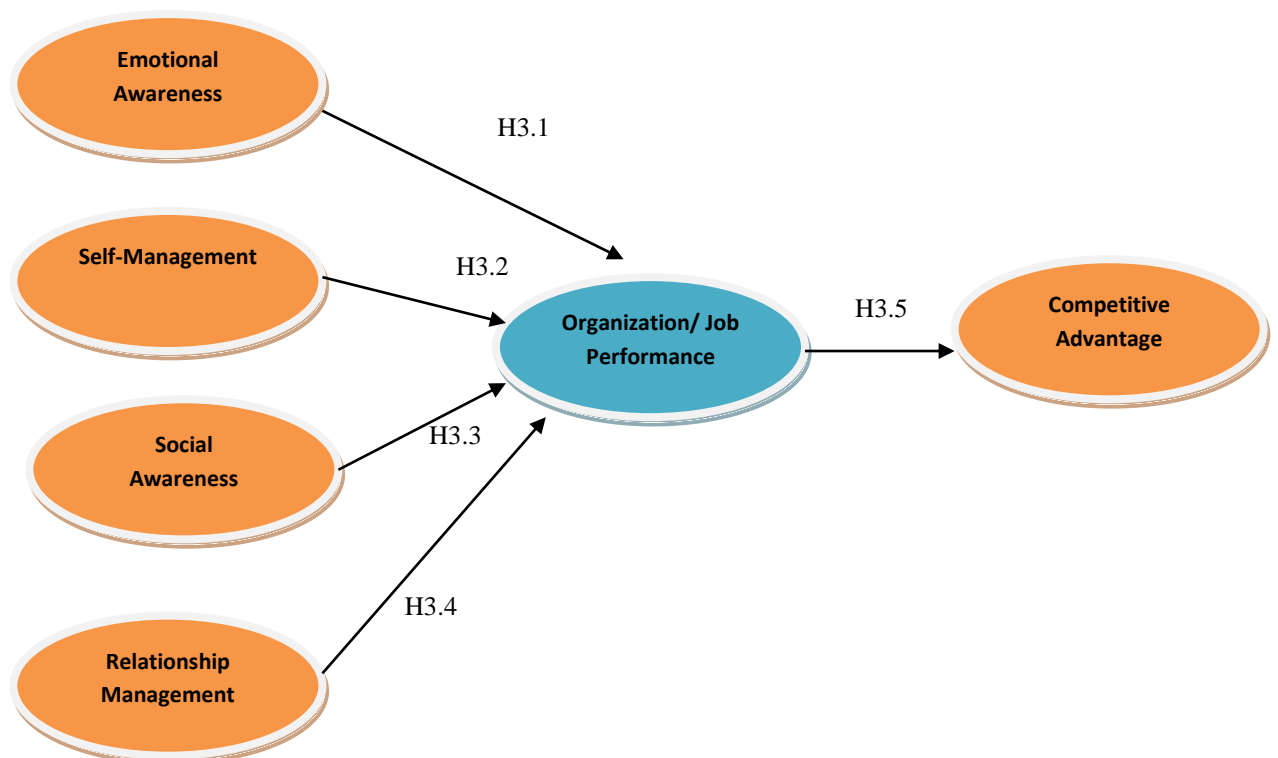 Emotional
Awareness
H3.1
Self-Management
H3.2
Organization/ Job
Performance
H3.5
Competitive
Advantage
Social
Awareness
H3.3
H3.4
Relationship
Management